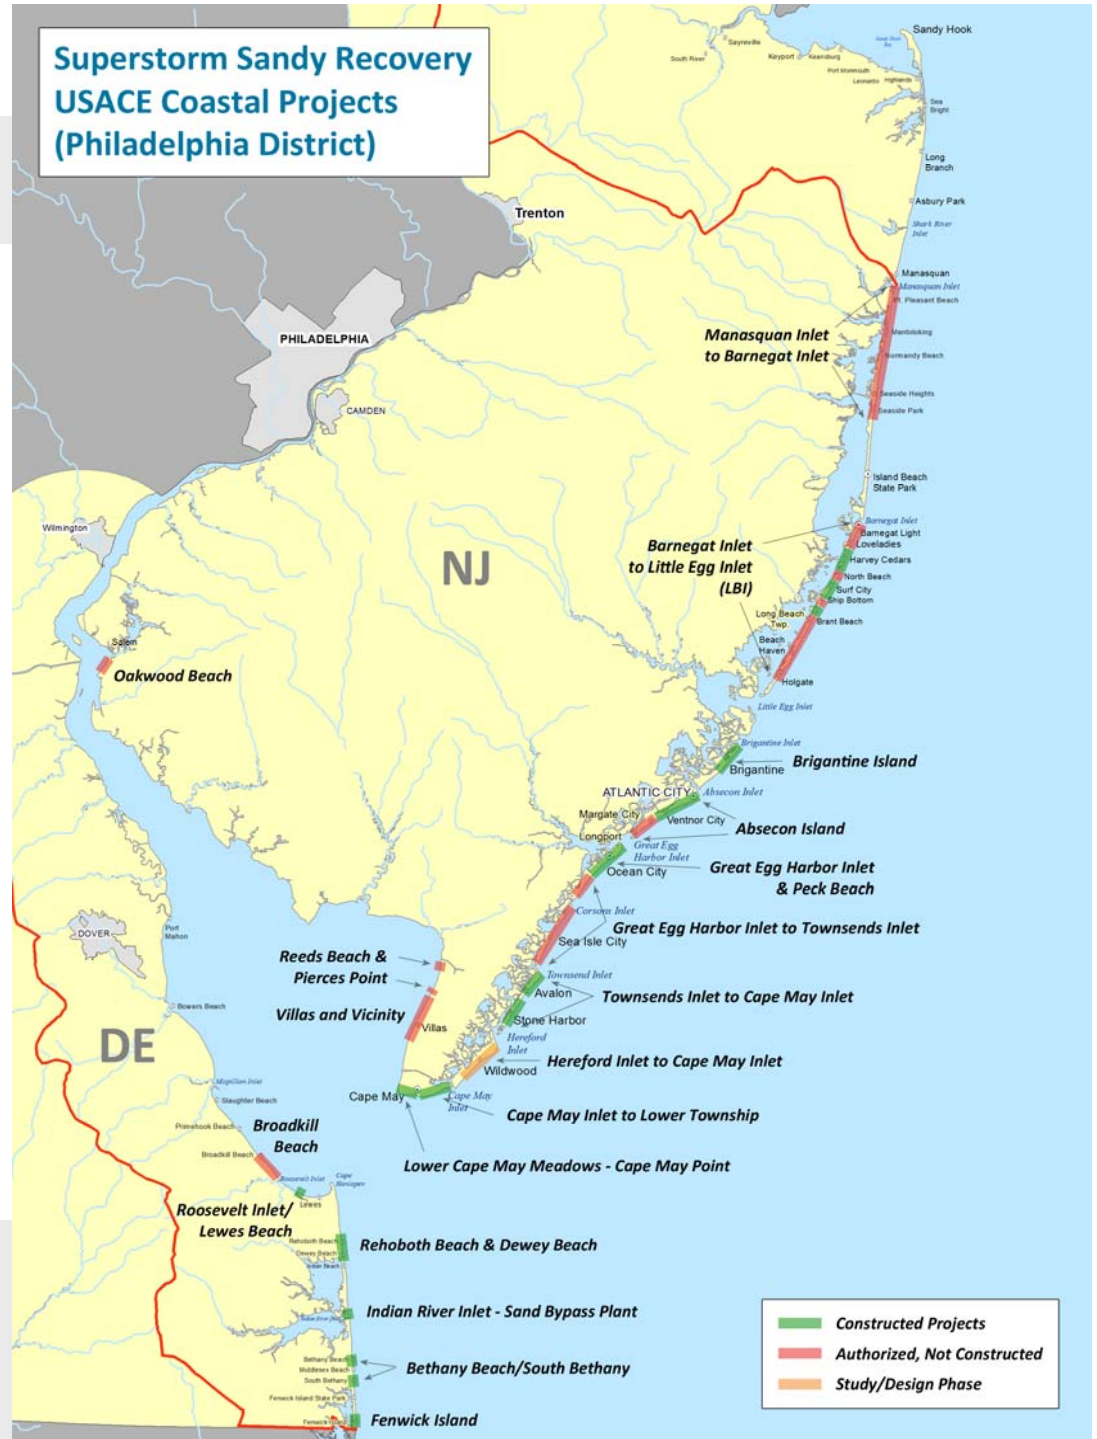 Superstorm Sandy Recovery
USACE Coastal Projects
(Philadelphia District)
Sandy Hook
Sayreville
South River
Keyport
Keansburg
Port Monmouth
Leonardo
Highlands
Sea
Bright
Long
Branch
Asbury Park
Shark River
Inlet
Trenton
Manasquan
Manasquan Inlet
Pt. Pleasant Beach
Mantoloking
Normandy Beach
Seaside Heights
Seaside Park
Manasquan Inlet
to Barnegat Inlet
PHILADELPHIA
CAMDEN
Island Beach
State Park
Wilmington
NJ
Barnegat Inlet
Barnegat Light
Loveladies
Harvey Cedars
North Beach
Surf City
Ship Bottom
Brant Beach
Barnegat Inlet
to Little Egg Inlet
(LBI)
Long Beach
Twp.
Beach
Haven
Holgate
Little Egg Inlet
Salem
Oakwood Beach
Brigantine Inlet
Brigantine
Brigantine Island
ATLANTIC CITY
Absecon Inlet
Margate City
Ventnor City
Longport
Absecon Island
Great Egg
Harbor Inlet
Ocean City
Great Egg Harbor Inlet
& Peck Beach
Corsons Inlet
Great Egg Harbor Inlet to Townsends Inlet
Sea Isle City
DOVER
Port
Mahon
Reeds Beach &
Pierces Point
Townsend Inlet
Avalon
Townsends Inlet to Cape May Inlet
Villas and Vicinity
Villas
Stone Harbor
Bowers Beach
DE
Hereford
Inlet
Hereford Inlet to Cape May Inlet
Wildwood
Mispillion Inlet
Slaughter Beach
Cape May
Cape May
Inlet
Cape May Inlet to Lower Township
Primehook Beach
Broadkill
Beach
Broadkill Beach
Lower Cape May Meadows - Cape May Point
Roosevelt Inlet
Cape
Henlopen
Lewes
Roosevelt Inlet/
Lewes Beach
Rehoboth Beach
Dewey Beach
Indian Beach
Rehoboth Beach & Dewey Beach
Indian River Inlet - Sand Bypass Plant
Bethany Beach
Middlesex Beach
South Bethany
Bethany Beach/South Bethany
Fenwick Island State Park
Fenwick Island
Fenwick Island
Constructed Projects
Authorized, Not Constructed
Study/Design Phase